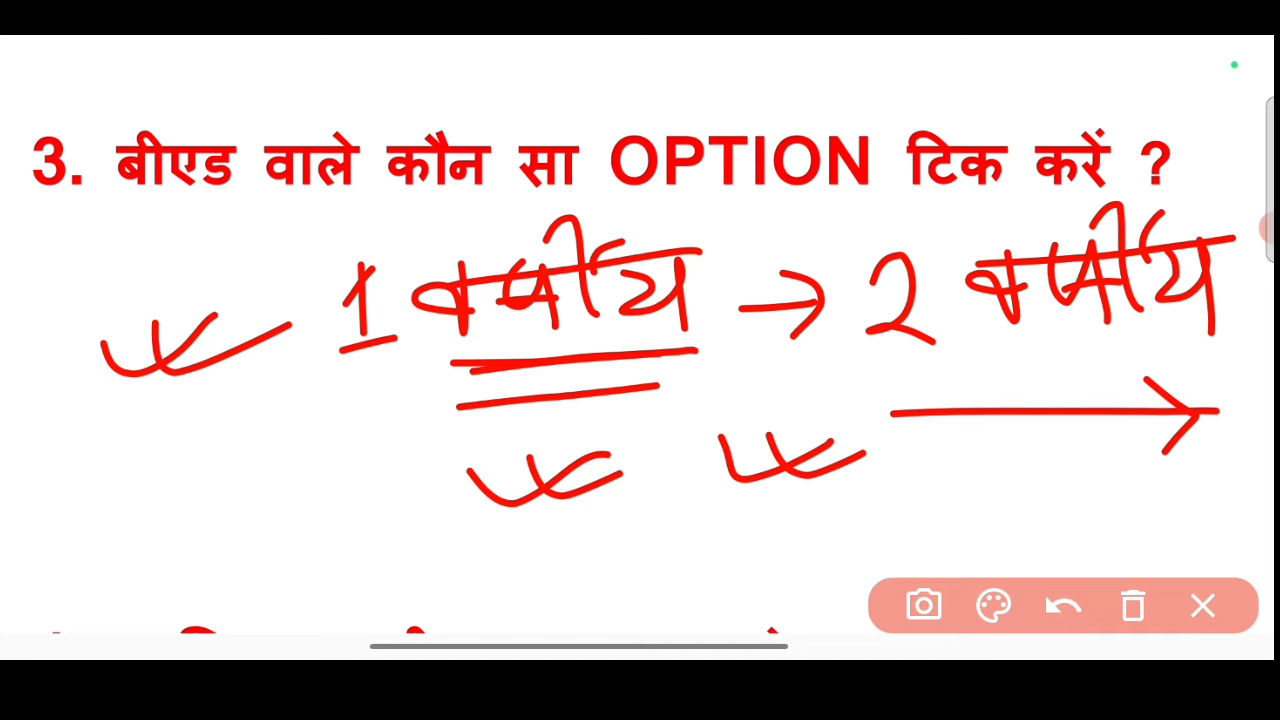 3. बीएड वाले कौन सा OPTION टिक करें ?
1 वर्षीय → 2 वर्षीय